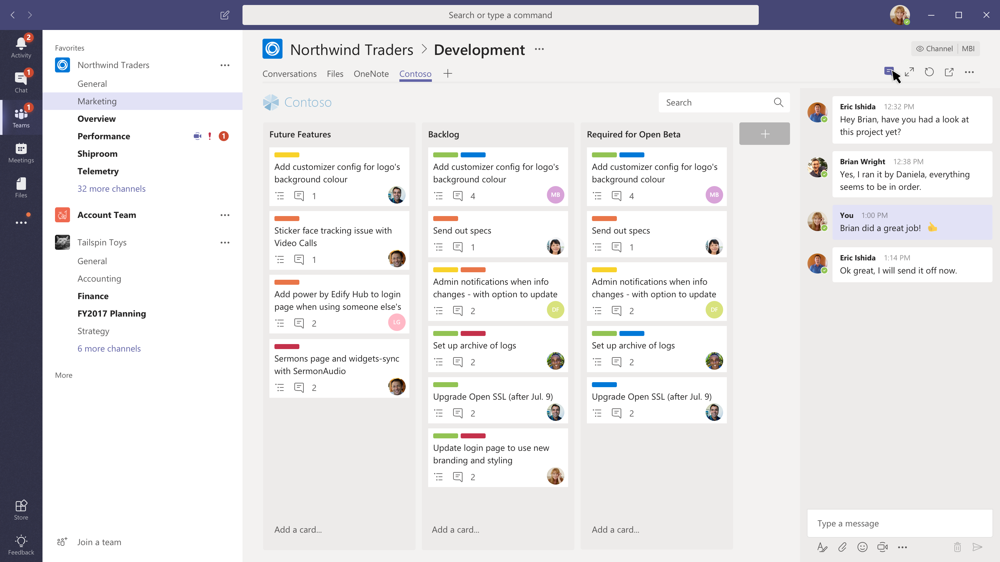 Search or type a command
2
Activity
1
Chat
1
Teams
Meetings
Files
Store
Feedback
Favorites
Northwind Traders
General
Marketing
Overview
Performance
1
Shiproom
Telemetry
32 more channels
Account Team
Tailspin Toys
General
Accounting
Finance
FY2017 Planning
Strategy
6 more channels
More
Join a team
Northwind Traders > Development
Channel | MBI
Conversations Files OneNote Contoso
Contoso
Search
Future Features
Add customizer config for logo's
background colour
1
Sticker face tracking issue with
Video Calls
1
Add power by Edify Hub to login
page when using someone else's
2
LG
Sermons page and widgets-sync
with SermonAudio
2
Add a card...
Backlog
Add customizer config for logo's
background colour
4
MB
Send out specs
1
Admin notifications when info
changes - with option to update
2
DF
Set up archive of logs
2
Upgrade Open SSL (after Jul. 9)
2
Update login page to use new
branding and styling
2
Add a card...
Required for Open Beta
Add customizer config for logo's
background colour
4
MB
Send out specs
1
Admin notifications when info
changes - with option to update
2
DF
Set up archive of logs
2
Upgrade Open SSL (after Jul. 9)
2
Add a card...
Eric Ishida 12:32 PM
Hey Brian, have you had a look at
this project yet?
Brian Wright 12:38 PM
Yes, I ran it by Daniela, everything
seems to be in order.
You 1:00 PM
Brian did a great job! 👍
Eric Ishida 1:14 PM
Ok great, I will send it off now.
Type a message